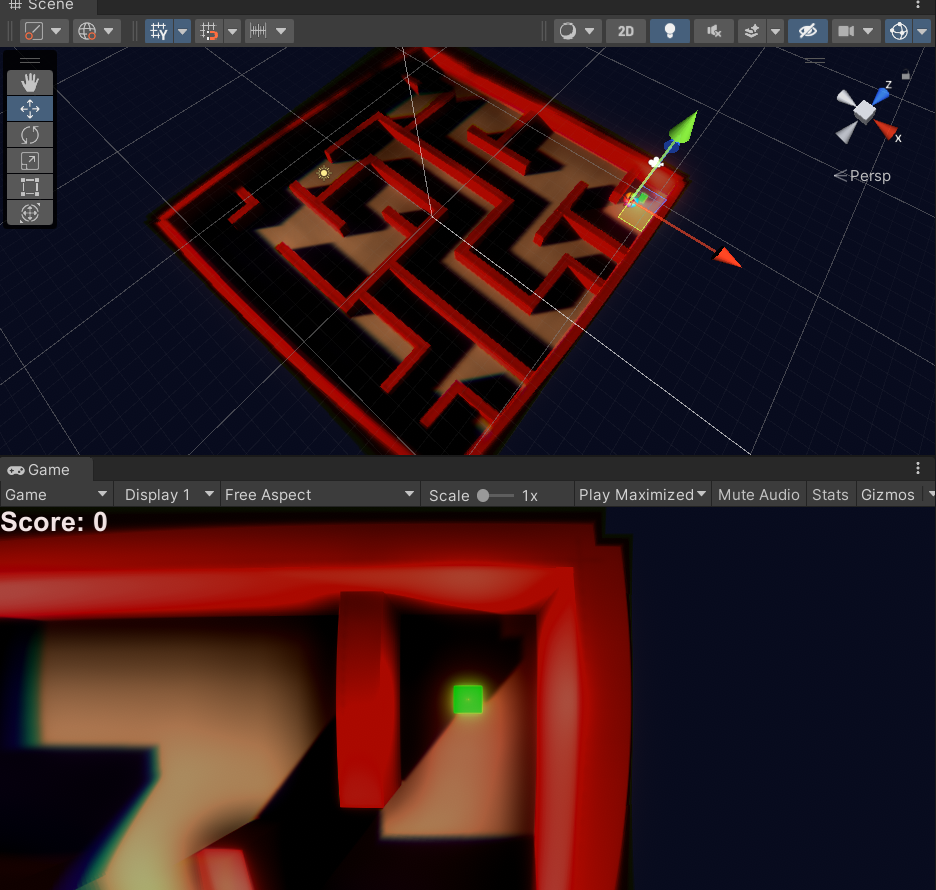 Scene
2D
Y
z
x
Persp
Game
Game Display 1 Free Aspect Scale 1x Play Maximized Mute Audio Stats Gizmos
Score: 0